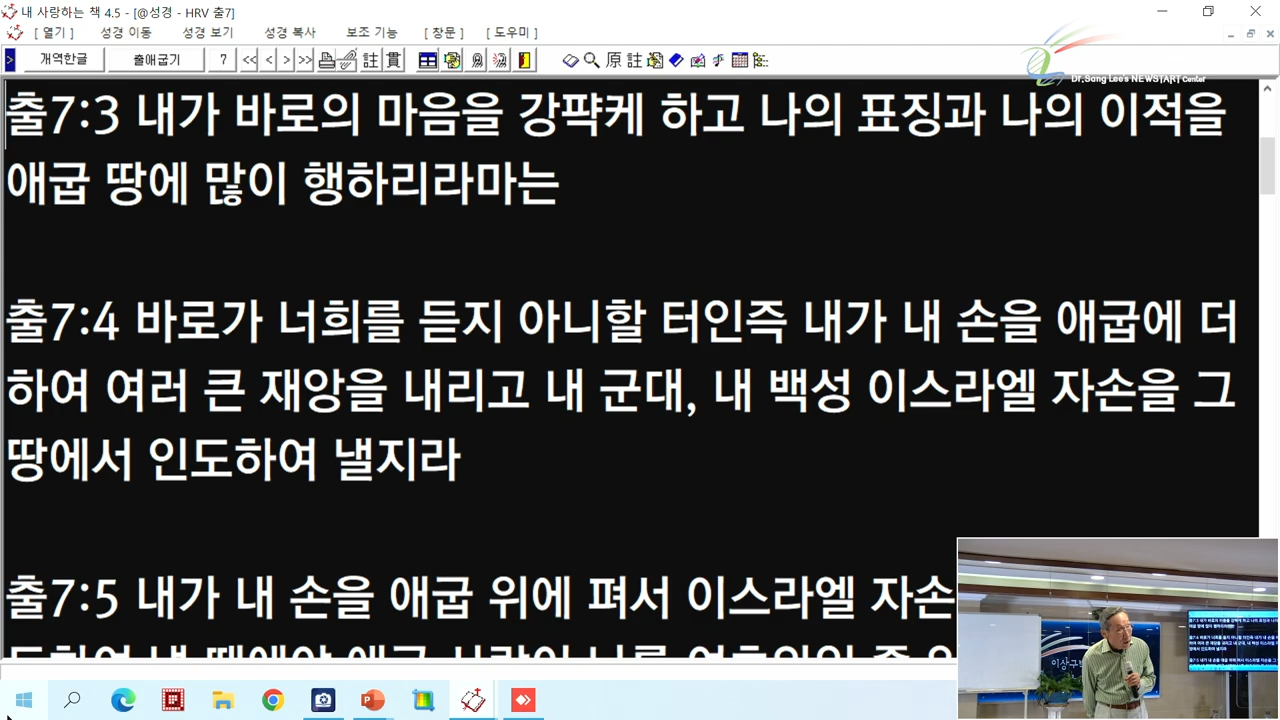 내 사랑하는 책 4.5 - [@성경 - HRV 출7]
[ 열기 ] 성경 이동 성경 보기 성경 복사 보조 기능 [ 창문 ] [ 도우미 ]
개역한글 출애굽기 7 << < > >> 註 貫 原 註
Dr.Sang Lee's NEWSTART Center
출7:3 내가 바로의 마음을 강퍅케 하고 나의 표징과 나의 이적을
애굽 땅에 많이 행하리라마는
출7:4 바로가 너희를 듣지 아니할 터인즉 내가 내 손을 애굽에 더
하여 여러 큰 재앙을 내리고 내 군대, 내 백성 이스라엘 자손을 그
땅에서 인도하여 낼지라
출7:5 내가 내 손을 애굽 위에 펴서 이스라엘 자손
이상구